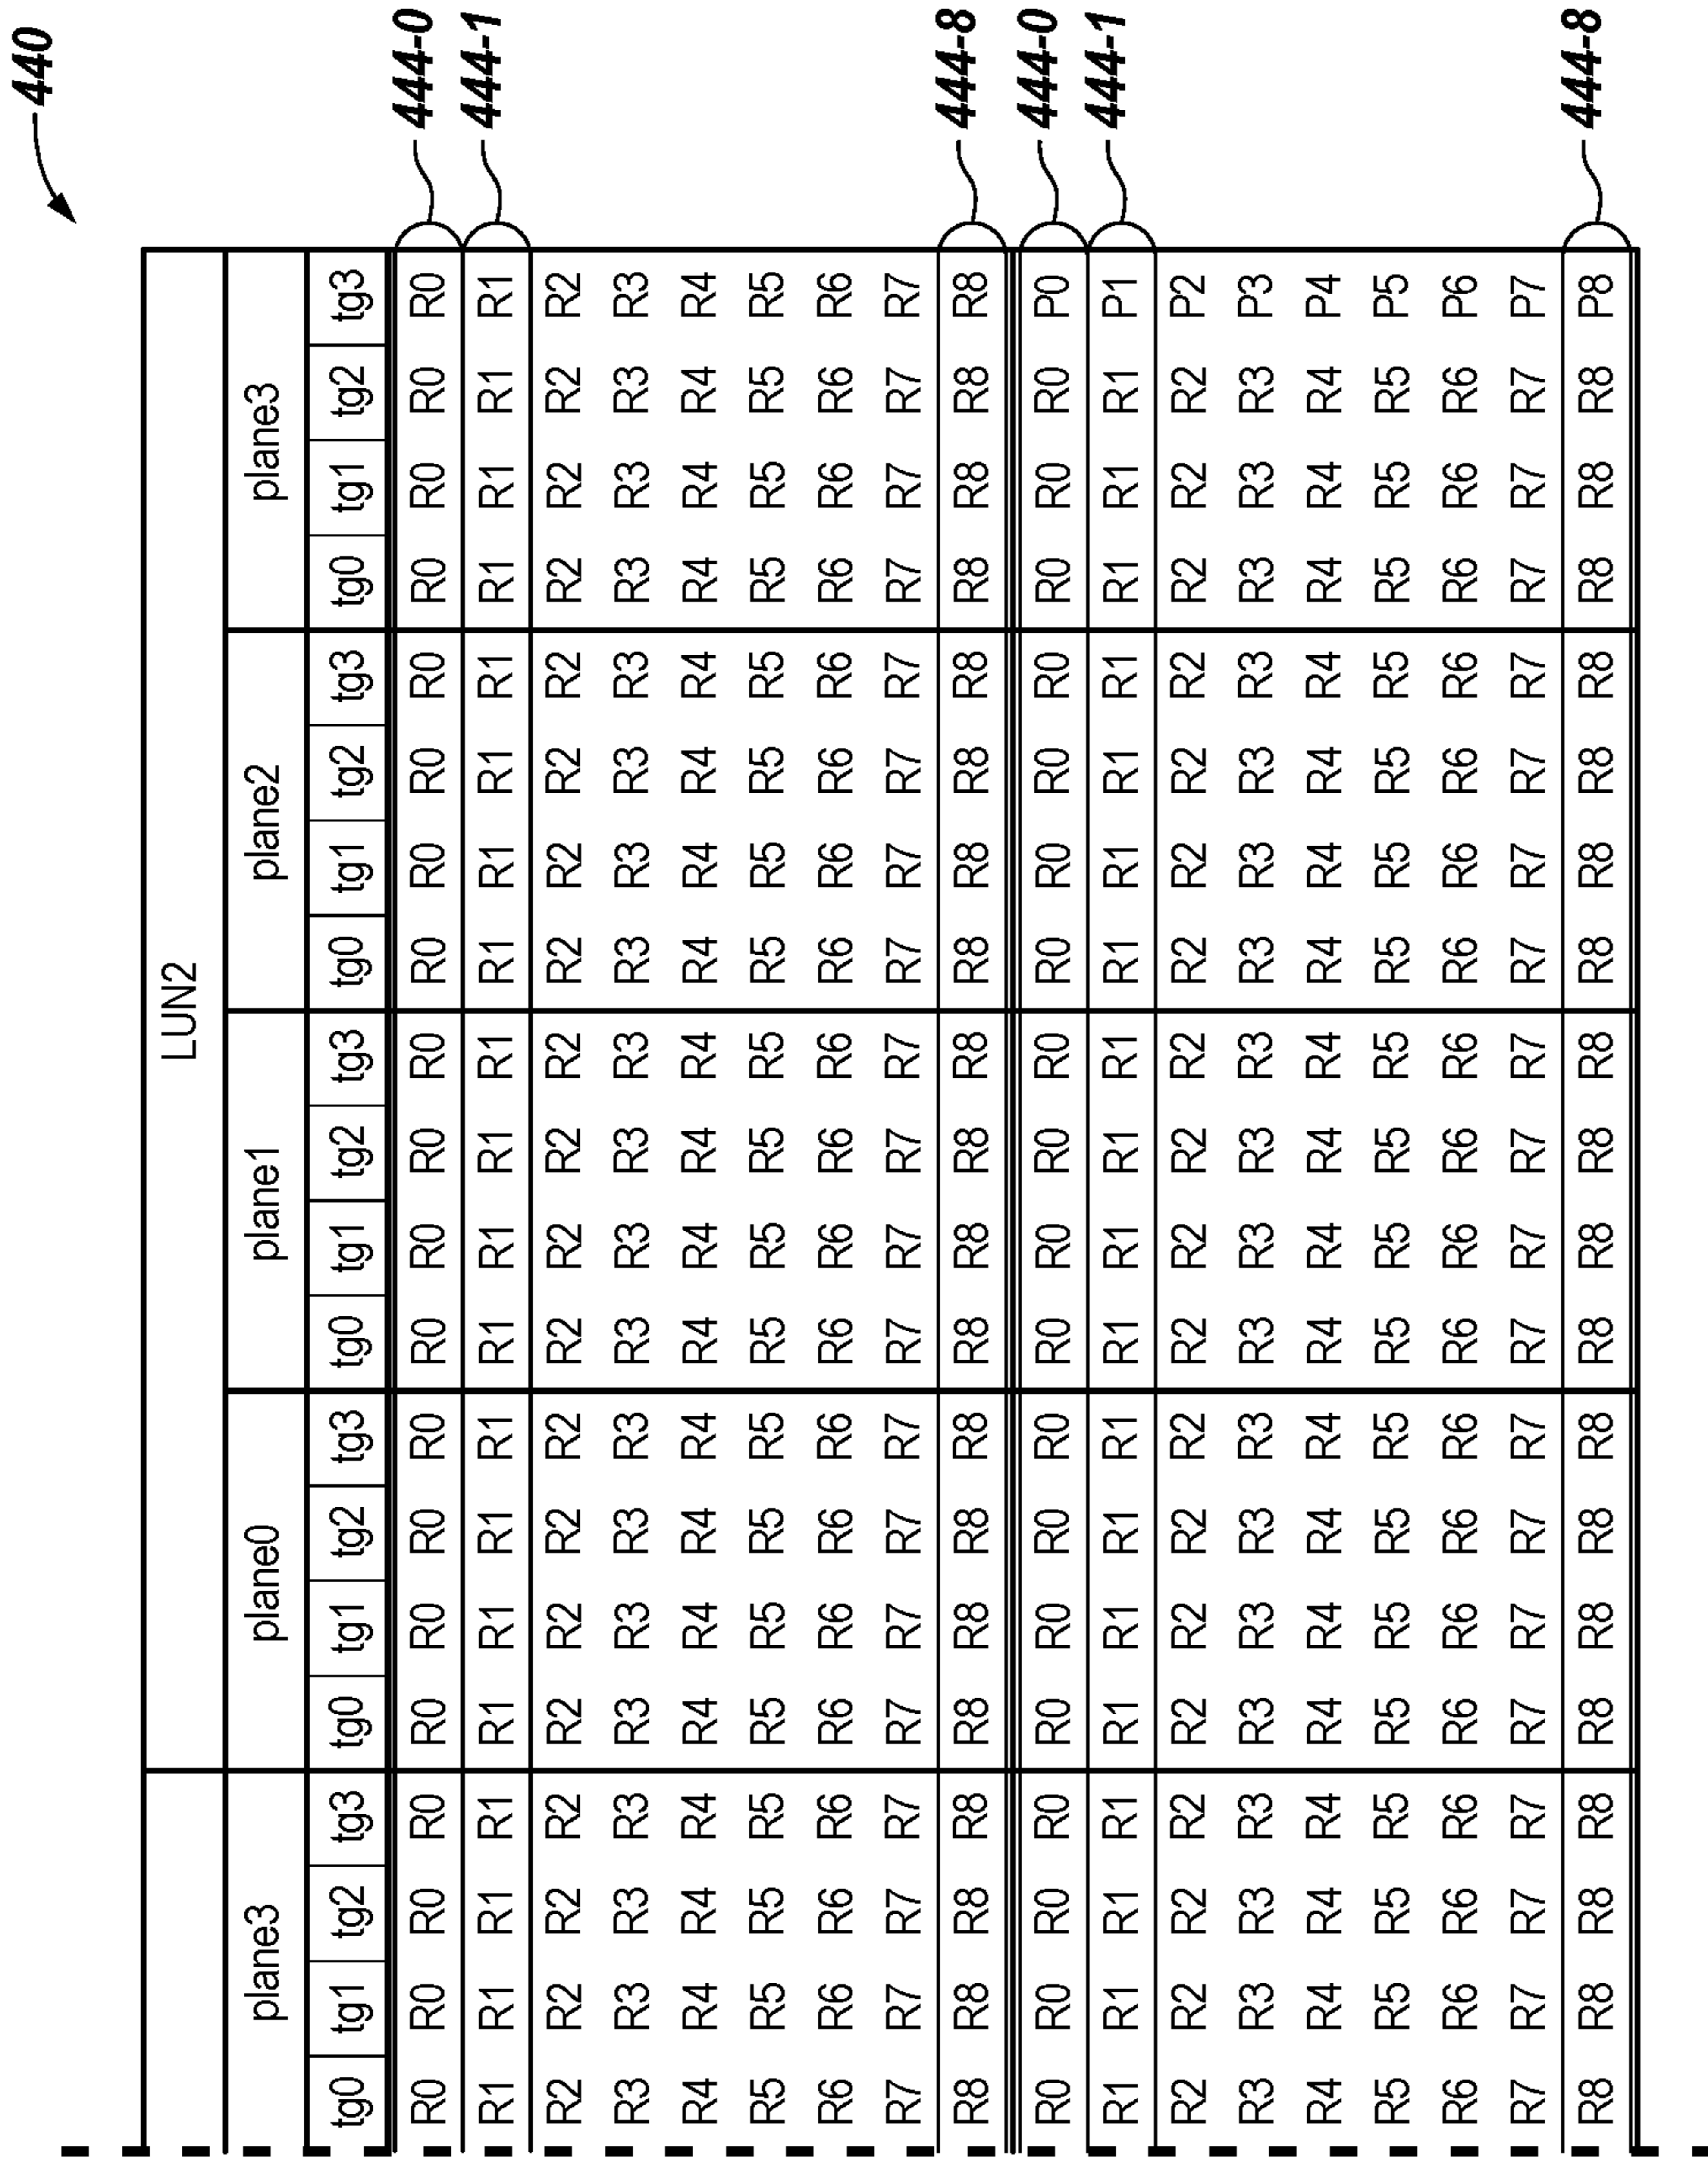 440
LUN2
plane3 plane0 plane1 plane2 plane3
tg0 tg1 tg2 tg3 tg0 tg1 tg2 tg3 tg0 tg1 tg2 tg3 tg0 tg1 tg2 tg3 tg0 tg1 tg2 tg3
R0 R0 R0 R0 R0 R0 R0 R0 R0 R0 R0 R0 R0 R0 R0 R0 R0 R0 R0 R0 444-0
R1 R1 R1 R1 R1 R1 R1 R1 R1 R1 R1 R1 R1 R1 R1 R1 R1 R1 R1 R1 444-1
R2 R2 R2 R2 R2 R2 R2 R2 R2 R2 R2 R2 R2 R2 R2 R2 R2 R2 R2 R2
R3 R3 R3 R3 R3 R3 R3 R3 R3 R3 R3 R3 R3 R3 R3 R3 R3 R3 R3 R3
R4 R4 R4 R4 R4 R4 R4 R4 R4 R4 R4 R4 R4 R4 R4 R4 R4 R4 R4 R4
R5 R5 R5 R5 R5 R5 R5 R5 R5 R5 R5 R5 R5 R5 R5 R5 R5 R5 R5 R5
R6 R6 R6 R6 R6 R6 R6 R6 R6 R6 R6 R6 R6 R6 R6 R6 R6 R6 R6 R6
R7 R7 R7 R7 R7 R7 R7 R7 R7 R7 R7 R7 R7 R7 R7 R7 R7 R7 R7 R7
R8 R8 R8 R8 R8 R8 R8 R8 R8 R8 R8 R8 R8 R8 R8 R8 R8 R8 R8 R8 444-8
R0 R0 R0 R0 R0 R0 R0 R0 R0 R0 R0 R0 R0 R0 R0 R0 R0 R0 R0 P0 444-0
R1 R1 R1 R1 R1 R1 R1 R1 R1 R1 R1 R1 R1 R1 R1 R1 R1 R1 R1 P1 444-1
R2 R2 R2 R2 R2 R2 R2 R2 R2 R2 R2 R2 R2 R2 R2 R2 R2 R2 R2 P2
R3 R3 R3 R3 R3 R3 R3 R3 R3 R3 R3 R3 R3 R3 R3 R3 R3 R3 R3 P3
R4 R4 R4 R4 R4 R4 R4 R4 R4 R4 R4 R4 R4 R4 R4 R4 R4 R4 R4 P4
R5 R5 R5 R5 R5 R5 R5 R5 R5 R5 R5 R5 R5 R5 R5 R5 R5 R5 R5 P5
R6 R6 R6 R6 R6 R6 R6 R6 R6 R6 R6 R6 R6 R6 R6 R6 R6 R6 R6 P6
R7 R7 R7 R7 R7 R7 R7 R7 R7 R7 R7 R7 R7 R7 R7 R7 R7 R7 R7 P7
R8 R8 R8 R8 R8 R8 R8 R8 R8 R8 R8 R8 R8 R8 R8 R8 R8 R8 R8 P8 444-8